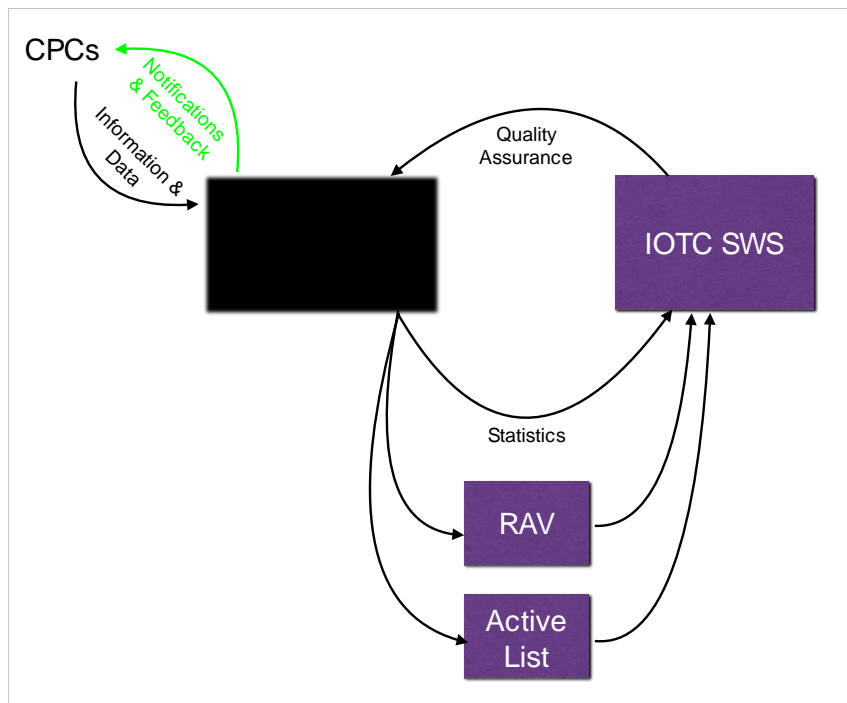 CPCs
Notifications
& Feedback
Information &
Data
Quality
Assurance
IOTC SWS
Statistics
RAV
Active
List